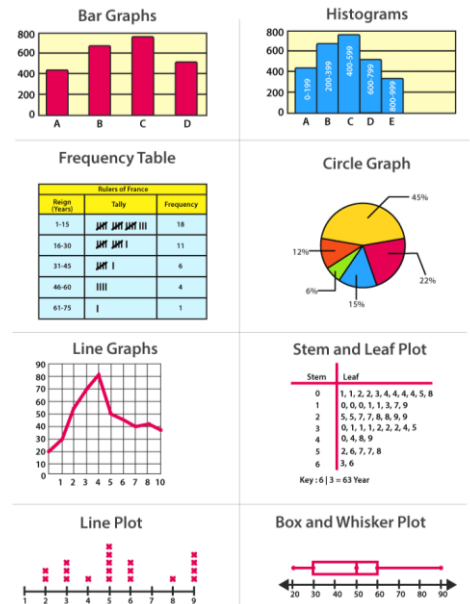 Bar Graphs
800
600
400
200
0
A B C D
Histograms
800
600
400
200
0
0-199
200-399
400-599
600-799
800-999
A B C D E
Frequency Table
Rulers of France
Reign (Years) Tally Frequency
1-15 18
16-30 11
31-45 6
46-60 4
61-75 1
Circle Graph
45%
12%
6%
15%
22%
Line Graphs
90
80
70
60
50
40
30
20
10
0
1 2 3 4 5 6 7 8 10
Stem and Leaf Plot
Stem Leaf
0 1, 1, 2, 2, 3, 4, 4, 4, 4, 5, 8
1 0, 0, 0, 1, 1, 3, 7, 9
2 5, 5, 7, 7, 8, 8, 9, 9
3 0, 1, 1, 1, 2, 2, 2, 4, 5
4 0, 4, 8, 9
5 2, 6, 7, 7, 8
6 3, 6
Key : 6 | 3 = 63 Year
Line Plot
1 2 3 4 5 6 7 8 9
Box and Whisker Plot
20 30 40 50 60 70 80 90